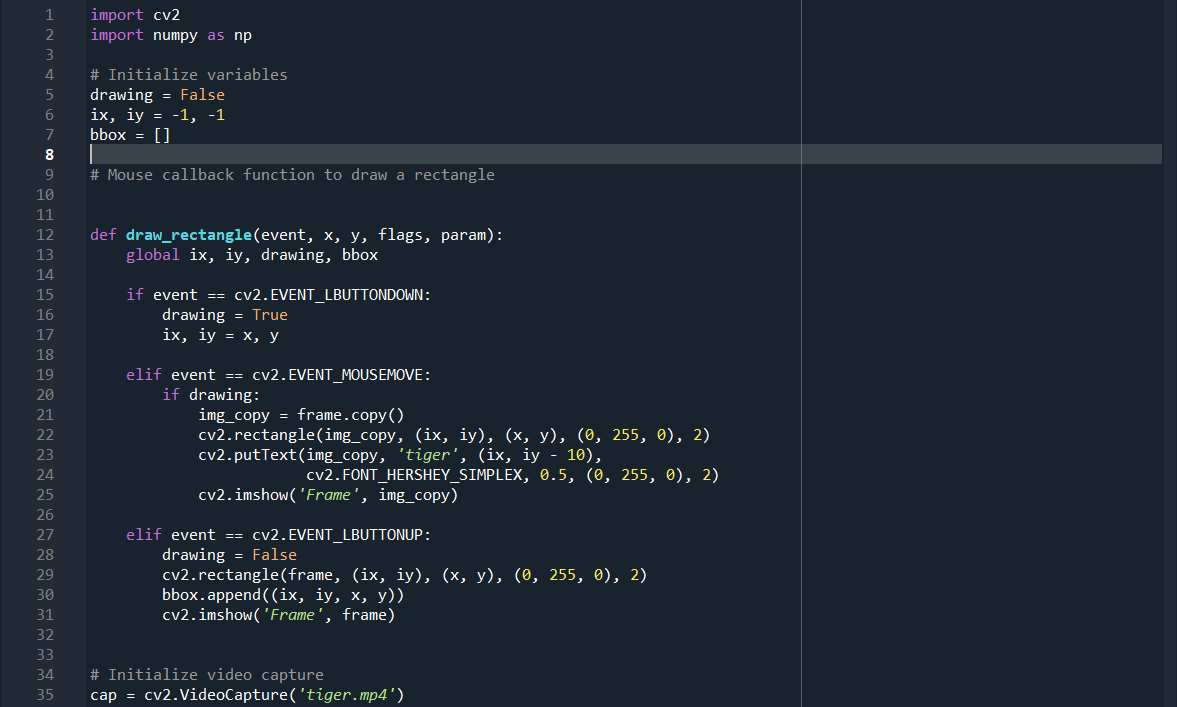 1 import cv2
2 import numpy as np
3
4 # Initialize variables
5 drawing = False
6 ix, iy = -1, -1
7 bbox = []
8
9 # Mouse callback function to draw a rectangle
10
11
12 def draw_rectangle(event, x, y, flags, param):
13     global ix, iy, drawing, bbox
14
15     if event == cv2.EVENT_LBUTTONDOWN:
16         drawing = True
17         ix, iy = x, y
18
19     elif event == cv2.EVENT_MOUSEMOVE:
20         if drawing:
21             img_copy = frame.copy()
22             cv2.rectangle(img_copy, (ix, iy), (x, y), (0, 255, 0), 2)
23             cv2.putText(img_copy, 'tiger', (ix, iy - 10),
24                         cv2.FONT_HERSHEY_SIMPLEX, 0.5, (0, 255, 0), 2)
25             cv2.imshow('Frame', img_copy)
26
27     elif event == cv2.EVENT_LBUTTONUP:
28         drawing = False
29         cv2.rectangle(frame, (ix, iy), (x, y), (0, 255, 0), 2)
30         bbox.append((ix, iy, x, y))
31         cv2.imshow('Frame', frame)
32
33
34 # Initialize video capture
35 cap = cv2.VideoCapture('tiger.mp4')